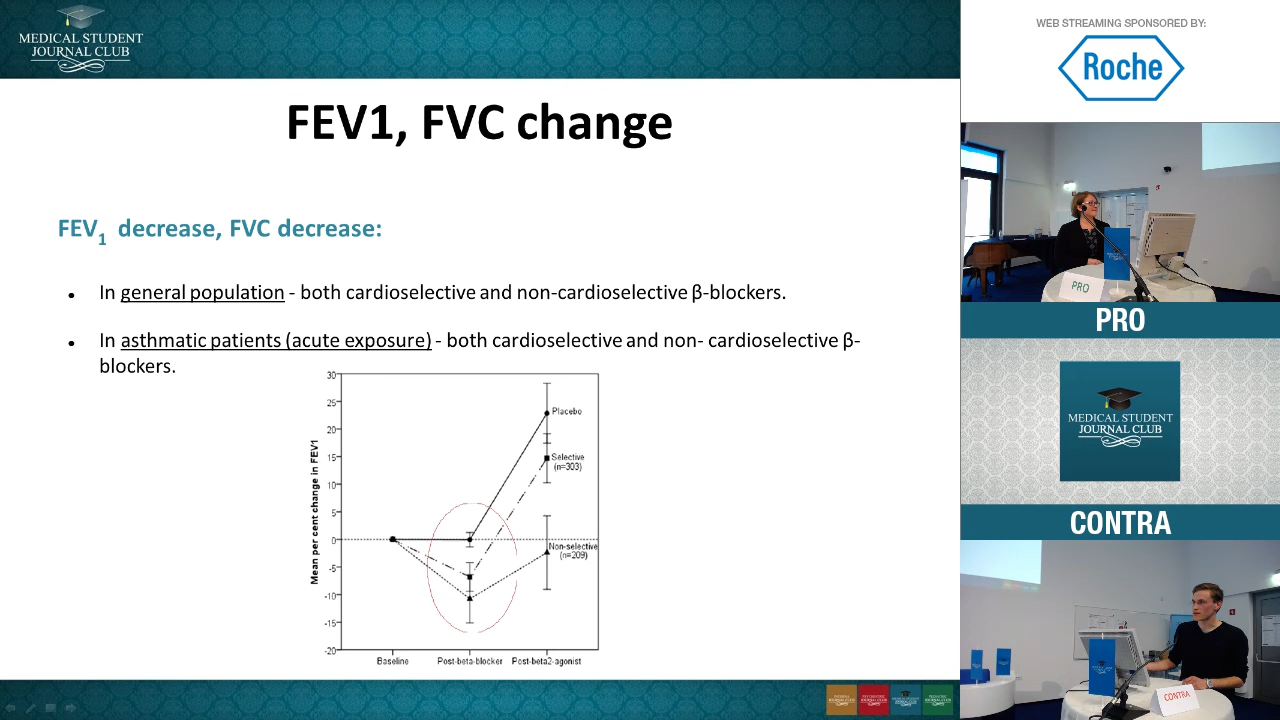 MEDICAL STUDENT
JOURNAL CLUB
FEV1, FVC change
FEV1 decrease, FVC decrease:
• In general population - both cardioselective and non-cardioselective β-blockers.
• In asthmatic patients (acute exposure) - both cardioselective and non- cardioselective β-
blockers.
Mean per cent change in FEV1
30
25
20
15
10
5
0
-5
-10
-15
-20
Placebo
Selective
(n=303)
Non-selective
(n=209)
Baseline
Post-beta-blocker
Post-beta2-agonist
WEB STREAMING SPONSORED BY:
Roche
PRO
PRO
MEDICAL STUDENT
JOURNAL CLUB
CONTRA
CONTRA